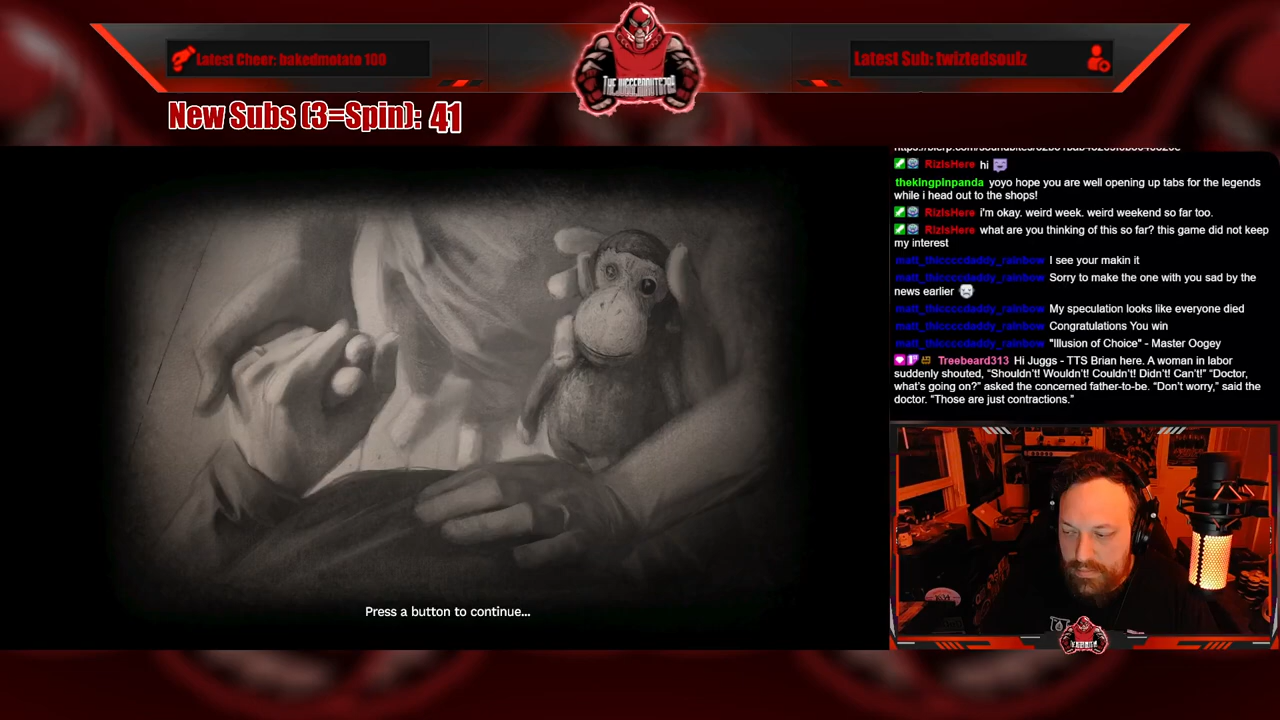 Latest Cheer: bakedmotato 100
THEJUGGERNAUTS789
Latest Sub: twiztedsoulz
New Subs (3=Spin): 41
RizIsHere hi
thekingpinpanda yoyo hope you are well opening up tabs for the legends
while i head out to the shops!
RizIsHere i'm okay. weird week. weird weekend so far too.
RizIsHere what are you thinking of this so far? this game did not keep
my interest
matt_thiccccdaddy_rainbow I see your makin it
matt_thiccccdaddy_rainbow Sorry to make the one with you sad by the
news earlier
matt_thiccccdaddy_rainbow My speculation looks like everyone died
matt_thiccccdaddy_rainbow Congratulations You win
matt_thiccccdaddy_rainbow "Illusion of Choice" - Master Oogey
Treebeard313 Hi Juggs - TTS Brian here. A woman in labor
suddenly shouted, “Shouldn’t! Wouldn’t! Couldn’t! Didn’t! Can’t!” “Doctor,
what’s going on?” asked the concerned father-to-be. “Don’t worry,” said the
doctor. “Those are just contractions.”
Press a button to continue...